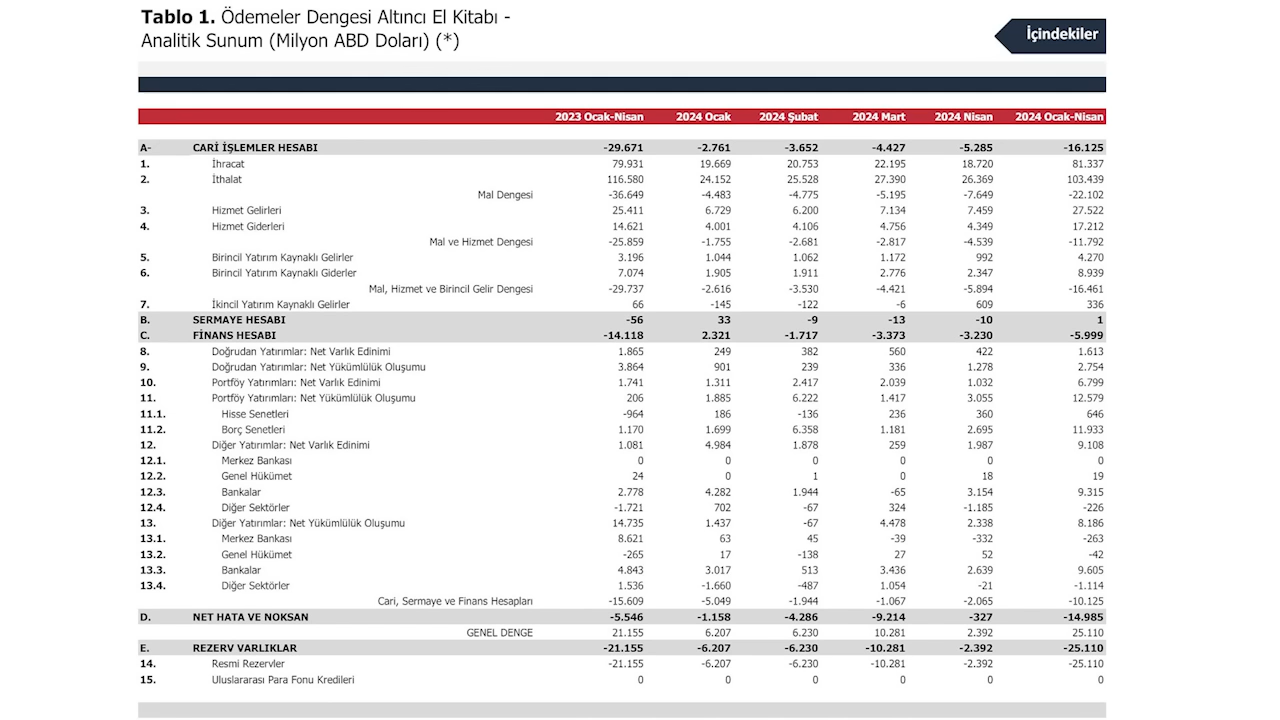 Tablo 1. Ödemeler Dengesi Altıncı El Kitabı -
Analitik Sunum (Milyon ABD Doları) (*)
İçindekiler
2023 Ocak-Nisan 2024 Ocak 2024 Şubat 2024 Mart 2024 Nisan 2024 Ocak-Nisan
A- CARİ İŞLEMLER HESABI -29.671 -2.761 -3.652 -4.427 -5.285 -16.125
1. İhracat 79.931 19.669 20.753 22.195 18.720 81.337
2. İthalat 116.580 24.152 25.528 27.390 26.369 103.439
Mal Dengesi -36.649 -4.483 -4.775 -5.195 -7.649 -22.102
3. Hizmet Gelirleri 25.411 6.729 6.200 7.134 7.459 27.522
4. Hizmet Giderleri 14.621 4.001 4.106 4.756 4.349 17.212
Mal ve Hizmet Dengesi -25.859 -1.755 -2.681 -2.817 -4.539 -11.792
5. Birincil Yatırım Kaynaklı Gelirler 3.196 1.044 1.062 1.172 992 4.270
6. Birincil Yatırım Kaynaklı Giderler 7.074 1.905 1.911 2.776 2.347 8.939
Mal, Hizmet ve Birincil Gelir Dengesi -29.737 -2.616 -3.530 -4.421 -5.894 -16.461
7. İkincil Yatırım Kaynaklı Gelirler 66 -145 -122 -6 609 336
B. SERMAYE HESABI -56 33 -9 -13 -10 1
C. FİNANS HESABI -14.118 2.321 -1.717 -3.373 -3.230 -5.999
8. Doğrudan Yatırımlar: Net Varlık Edinimi 1.865 249 382 560 422 1.613
9. Doğrudan Yatırımlar: Net Yükümlülük Oluşumu 3.864 901 239 336 1.278 2.754
10. Portföy Yatırımları: Net Varlık Edinimi 1.741 1.311 2.417 2.039 1.032 6.799
11. Portföy Yatırımları: Net Yükümlülük Oluşumu 206 1.885 6.222 1.417 3.055 12.579
11.1. Hisse Senetleri -964 186 -136 236 360 646
11.2. Borç Senetleri 1.170 1.699 6.358 1.181 2.695 11.933
12. Diğer Yatırımlar: Net Varlık Edinimi 1.081 4.984 1.878 259 1.987 9.108
12.1. Merkez Bankası 0 0 0 0 0 0
12.2. Genel Hükümet 24 0 1 0 18 19
12.3. Bankalar 2.778 4.282 1.944 -65 3.154 9.315
12.4. Diğer Sektörler -1.721 702 -67 324 -1.185 -226
13. Diğer Yatırımlar: Net Yükümlülük Oluşumu 14.735 1.437 -67 4.478 2.338 8.186
13.1. Merkez Bankası 8.621 63 45 -39 -332 -263
13.2. Genel Hükümet -265 17 -138 27 52 -42
13.3. Bankalar 4.843 3.017 513 3.436 2.639 9.605
13.4. Diğer Sektörler 1.536 -1.660 -487 1.054 -21 -1.114
Cari, Sermaye ve Finans Hesapları -15.609 -5.049 -1.944 -1.067 -2.065 -10.125
D. NET HATA VE NOKSAN -5.546 -1.158 -4.286 -9.214 -327 -14.985
GENEL DENGE 21.155 6.207 6.230 10.281 2.392 25.110
E. REZERV VARLIKLAR -21.155 -6.207 -6.230 -10.281 -2.392 -25.110
14. Resmi Rezervler -21.155 -6.207 -6.230 -10.281 -2.392 -25.110
15. Uluslararası Para Fonu Kredileri 0 0 0 0 0 0